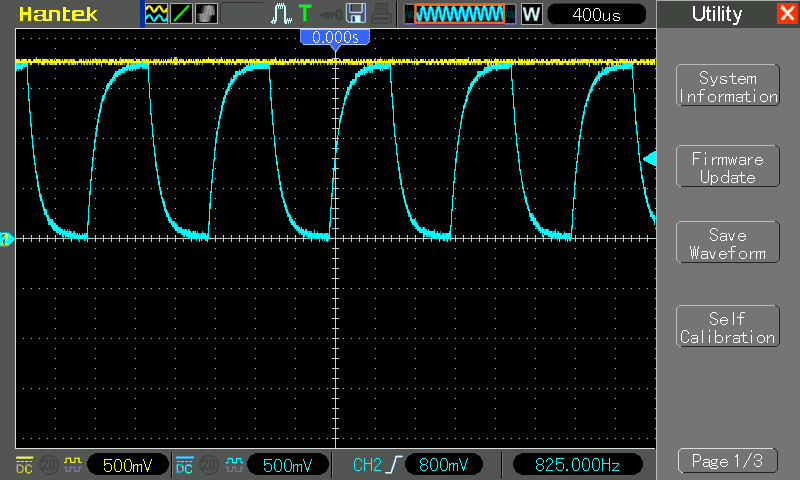 Hantek
T
W
400us
Utility
0.000s
System
Information
Firmware
Update
Save
Waveform
Self
Calibration
DC 20 500mV DC 20 500mV CH2 800mV 825.000Hz
Page 1/3